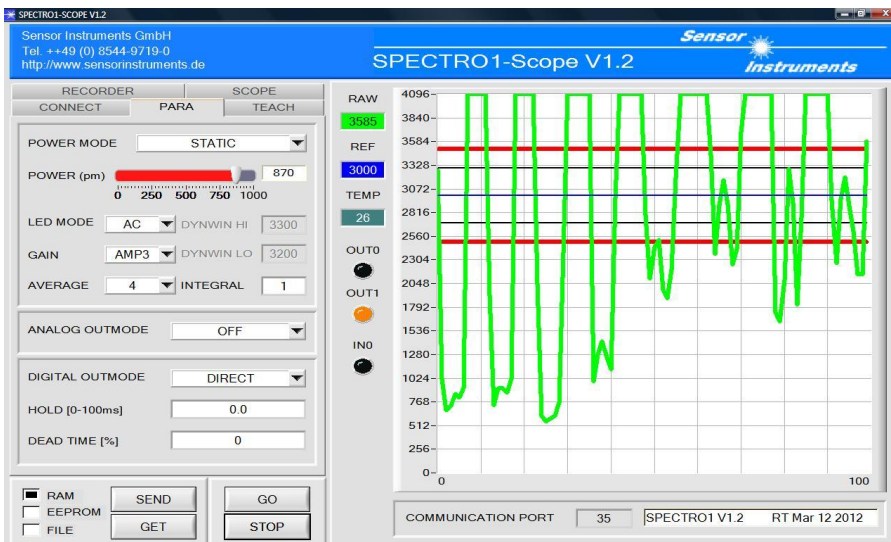 SPECTRO1-SCOPE V1.2
Sensor Instruments GmbH
Tel. ++49 (0) 8544-9719-0
http://www.sensorinstruments.de
SPECTRO1-Scope V1.2
Sensor
Instruments
RECORDER SCOPE
CONNECT PARA TEACH
POWER MODE STATIC
POWER (pm) 870
0 250 500 750 1000
LED MODE AC DYNWIN HI 3300
GAIN AMP3 DYNWIN LO 3200
AVERAGE 4 INTEGRAL 1
ANALOG OUTMODE OFF
DIGITAL OUTMODE DIRECT
HOLD [0-100ms] 0.0
DEAD TIME [%] 0
RAM
EEPROM
FILE
SEND GO
GET STOP
RAW
3585
REF
3000
TEMP
26
OUT0
OUT1
IN0
4096
3840
3584
3328
3072
2816
2560
2304
2048
1792
1536
1280
1024
768
512
256
0
0 100
COMMUNICATION PORT 35 SPECTRO1 V1.2 RT Mar 12 2012